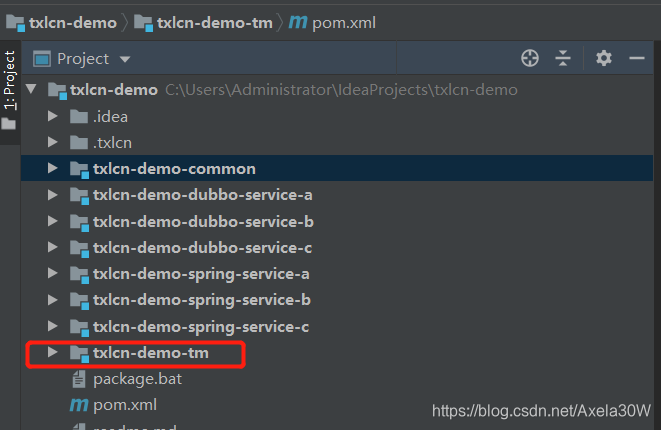 txlcn-demo txlcn-demo-tm m pom.xml
1: Project
Project
txlcn-demo C:\Users\Administrator\IdeaProjects\txlcn-demo
.idea
.txlcn
txlcn-demo-common
txlcn-demo-dubbo-service-a
txlcn-demo-dubbo-service-b
txlcn-demo-dubbo-service-c
txlcn-demo-spring-service-a
txlcn-demo-spring-service-b
txlcn-demo-spring-service-c
txlcn-demo-tm
package.bat
m pom.xml
readme.md
https://blog.csdn.net/Axela30W